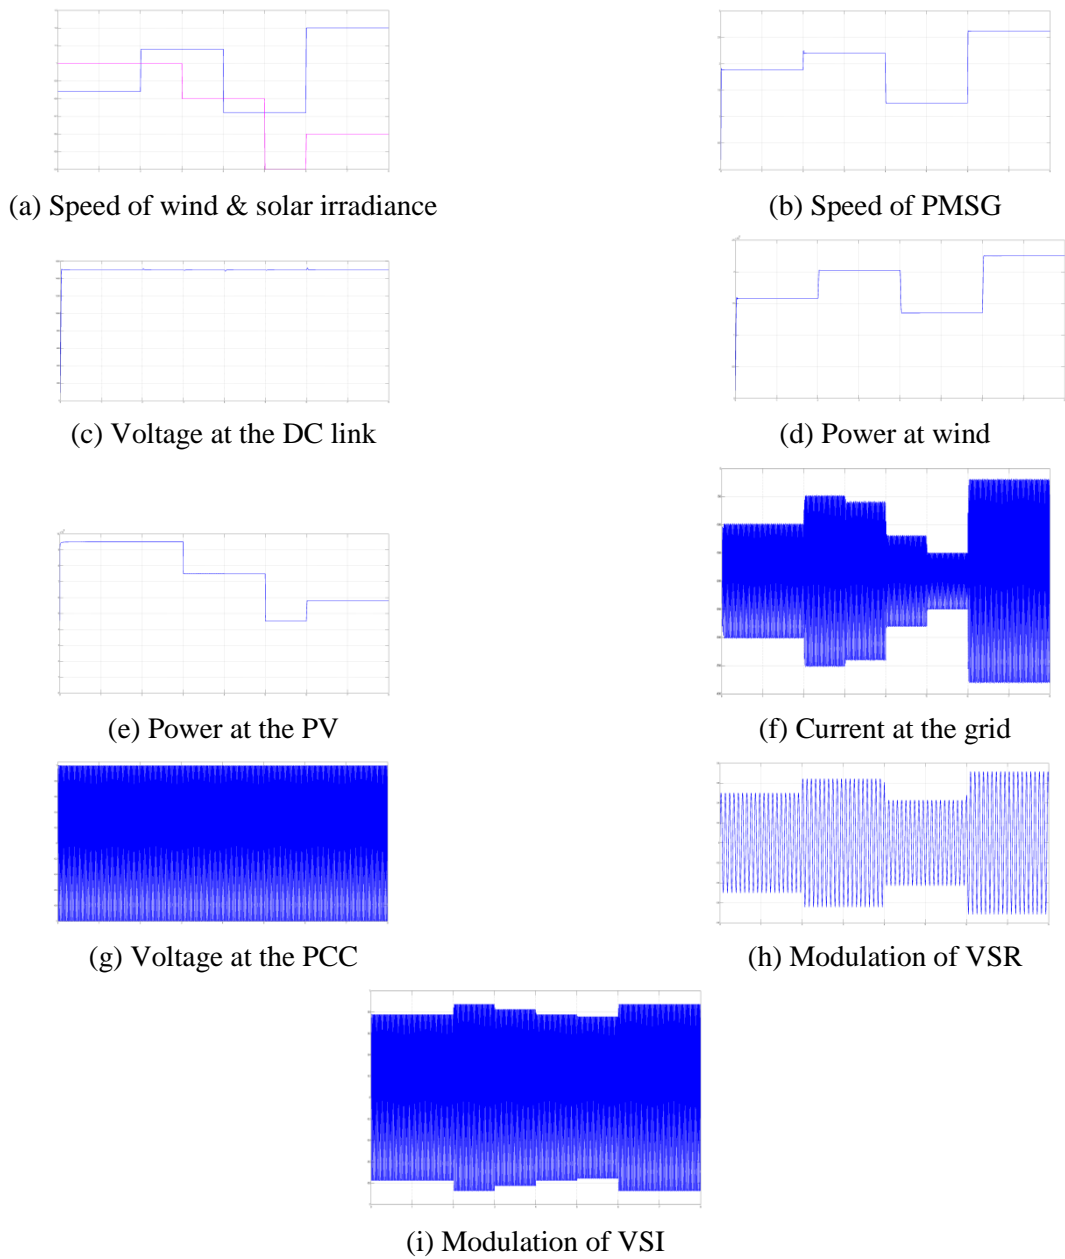 (a) Speed of wind & solar irradiance
(b) Speed of PMSG
(c) Voltage at the DC link
(d) Power at wind
(e) Power at the PV
(f) Current at the grid
(g) Voltage at the PCC
(h) Modulation of VSR
(i) Modulation of VSI